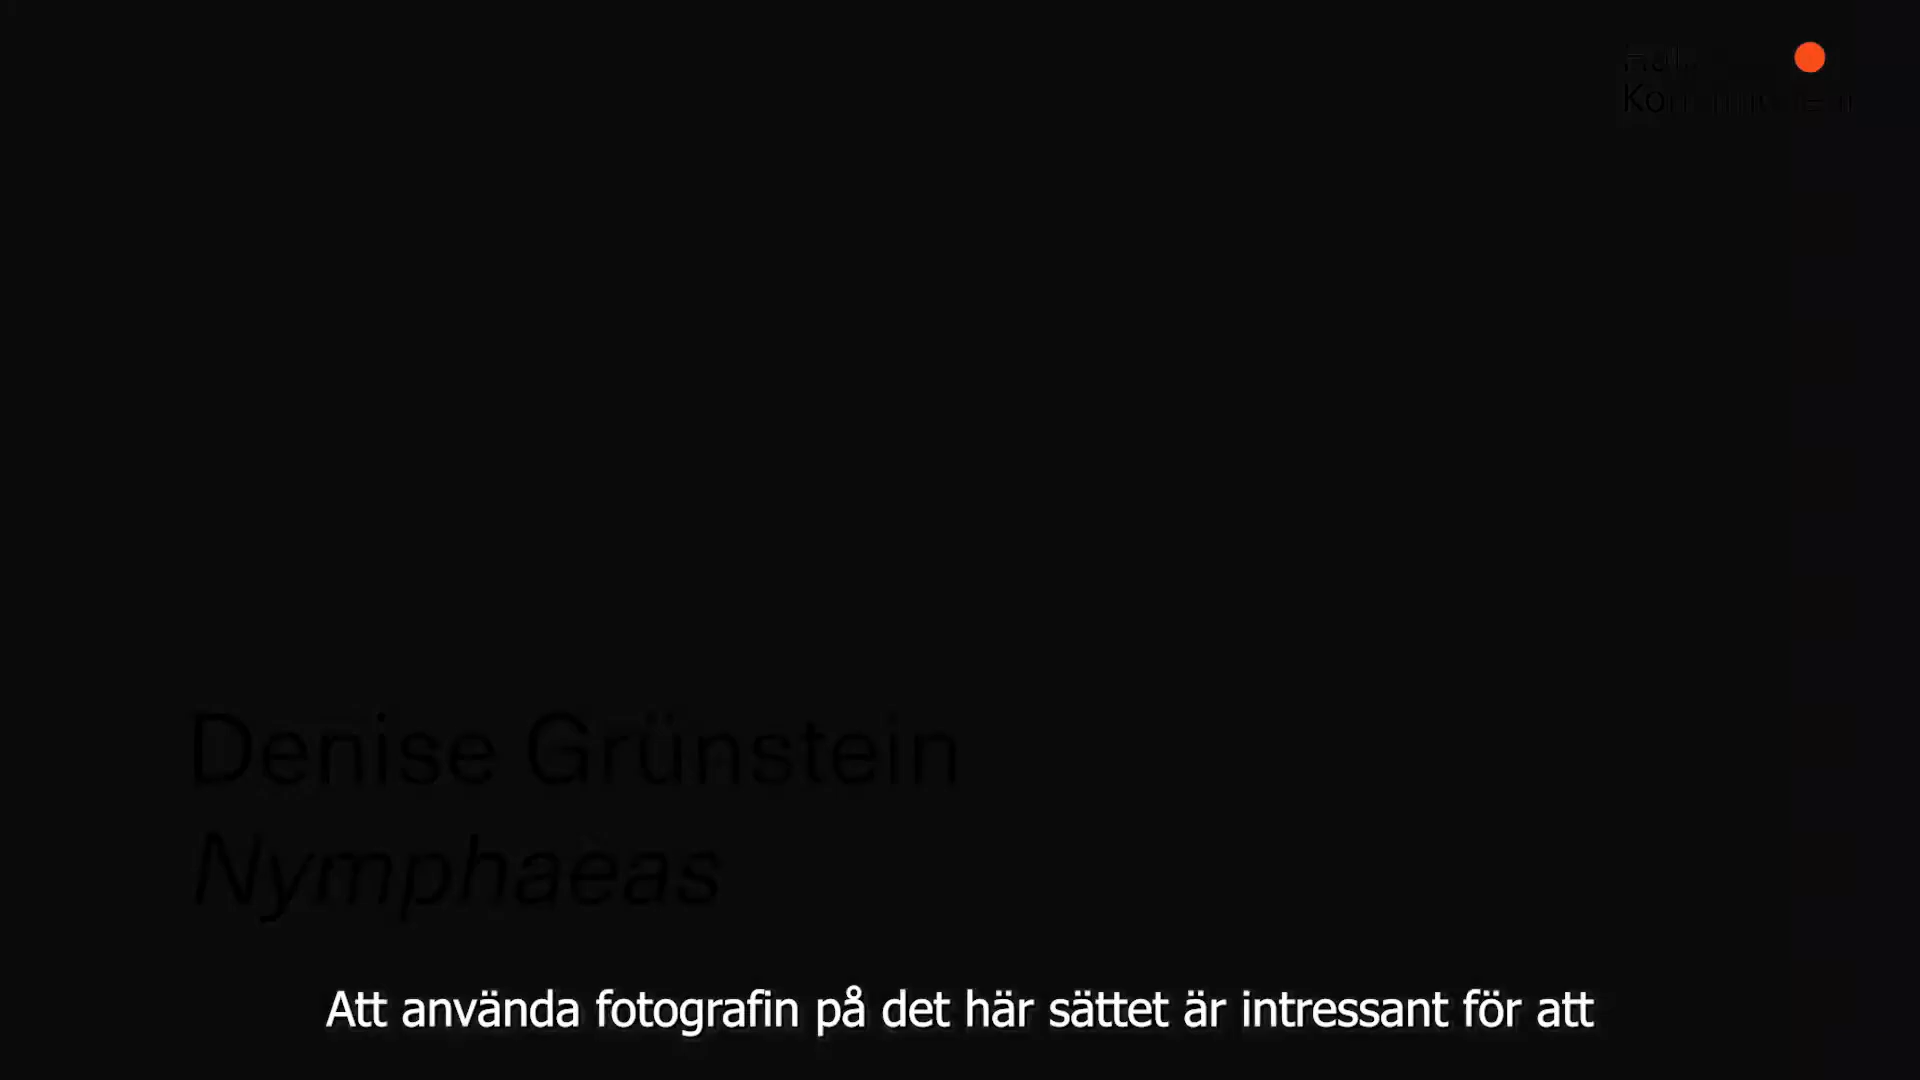 Denise Grünstein
Nymphaeas
Att använda fotografin på det här sättet är intressant för att